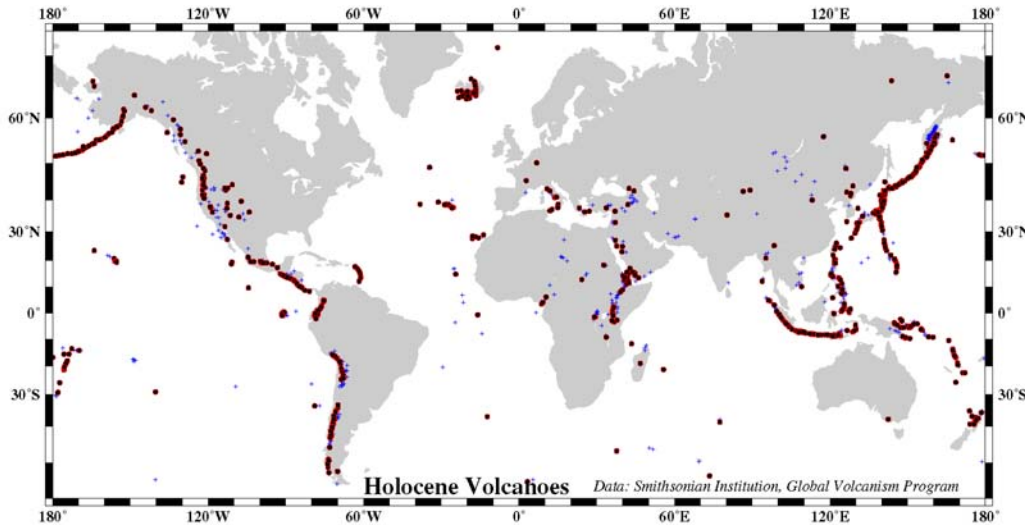 180° 120°W 60°W 0° 60°E 120°E 180°
60°N 60°N
30°N 30°N
0° 0°
30°S 30°S
Holocene Volcanoes Data: Smithsonian Institution, Global Volcanism Program
180° 120°W 60°W 0° 60°E 120°E 180°